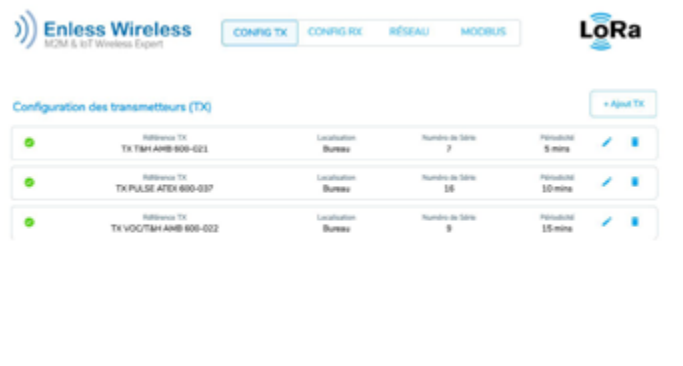 Enless Wireless
M2M & IoT Wireless Expert
CONFIG TX CONFIG RX RÉSEAU MODBUS
LoRa
Configuration des transmetteurs (TX)
+ Ajout TX
Référence TX Localisation Numéro de Série Périodicité
TX T&H AMB 600-021 Bureau 7 5 mins
Référence TX Localisation Numéro de Série Périodicité
TX PULSE ATEX 600-037 Bureau 16 10 mins
Référence TX Localisation Numéro de Série Périodicité
TX VOC/T&H AMB 600-022 Bureau 9 15 mins